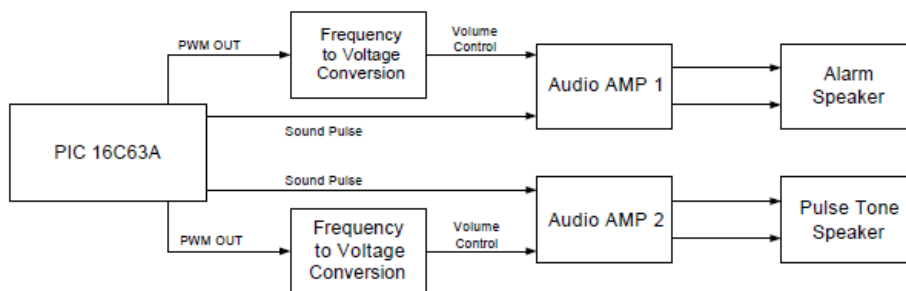 Frequency
to Voltage
Conversion
PWM OUT
Volume
Control
Audio AMP 1
Alarm
Speaker
Sound Pulse
PIC 16C63A
Sound Pulse
Audio AMP 2
Pulse Tone
Speaker
Frequency
to Voltage
Conversion
PWM OUT
Volume
Control